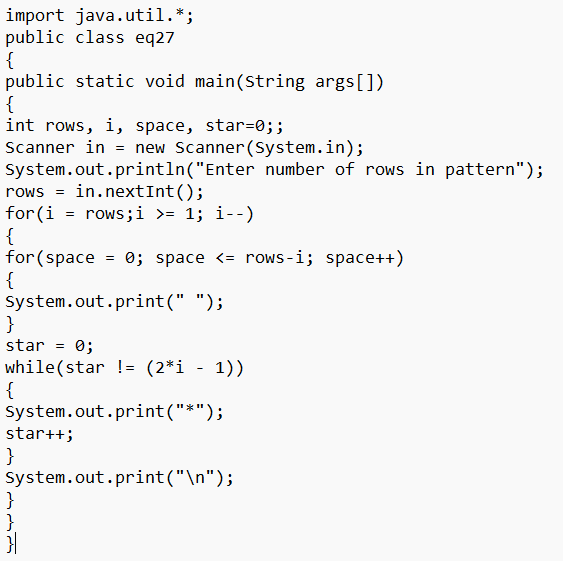 import java.util.*;
public class eq27
{
public static void main(String args[])
{
int rows, i, space, star=0;;
Scanner in = new Scanner(System.in);
System.out.println("Enter number of rows in pattern");
rows = in.nextInt();
for(i = rows;i >= 1; i--)
{
for(space = 0; space <= rows-i; space++)
{
System.out.print(" ");
}
star = 0;
while(star != (2*i - 1))
{
System.out.print("*");
star++;
}
System.out.print("\n");
}
}
}